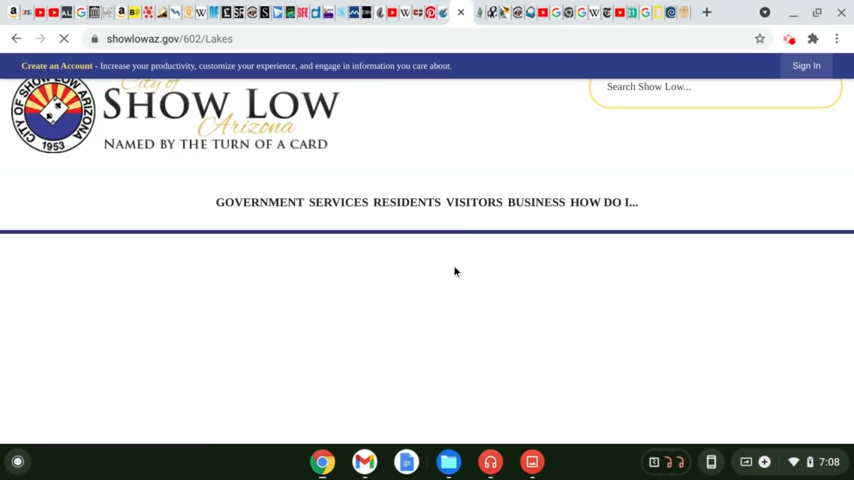 showlowaz.gov/602/Lakes
Create an Account - Increase your productivity, customize your experience, and engage in information you care about.
Sign In
City of
SHOW LOW
Arizona
NAMED BY THE TURN OF A CARD
CITY OF SHOW LOW, ARIZONA
1953
Search Show Low...
GOVERNMENT SERVICES RESIDENTS VISITORS BUSINESS HOW DO I...
7:08